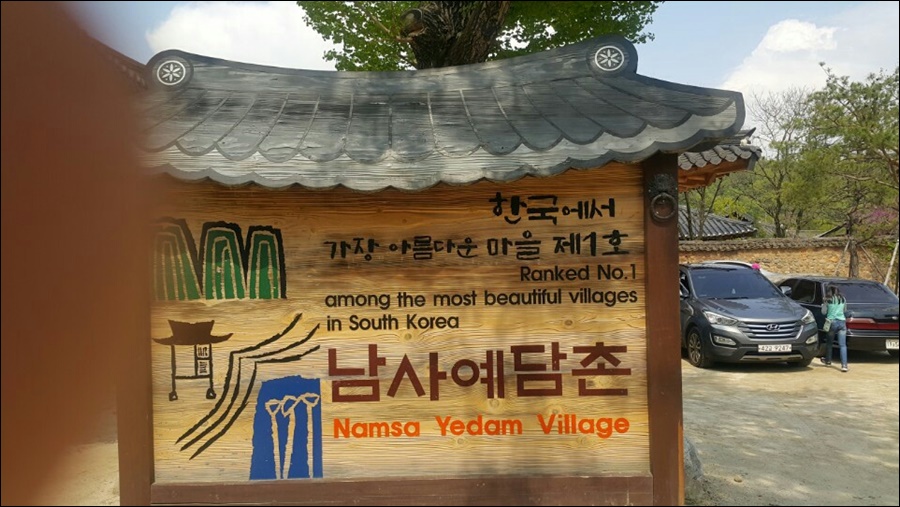 한국에서
가장 아름다운 마을 제1호
Ranked No.1
among the most beautiful villages
in South Korea
남사예담촌
Namsa Yedam Village